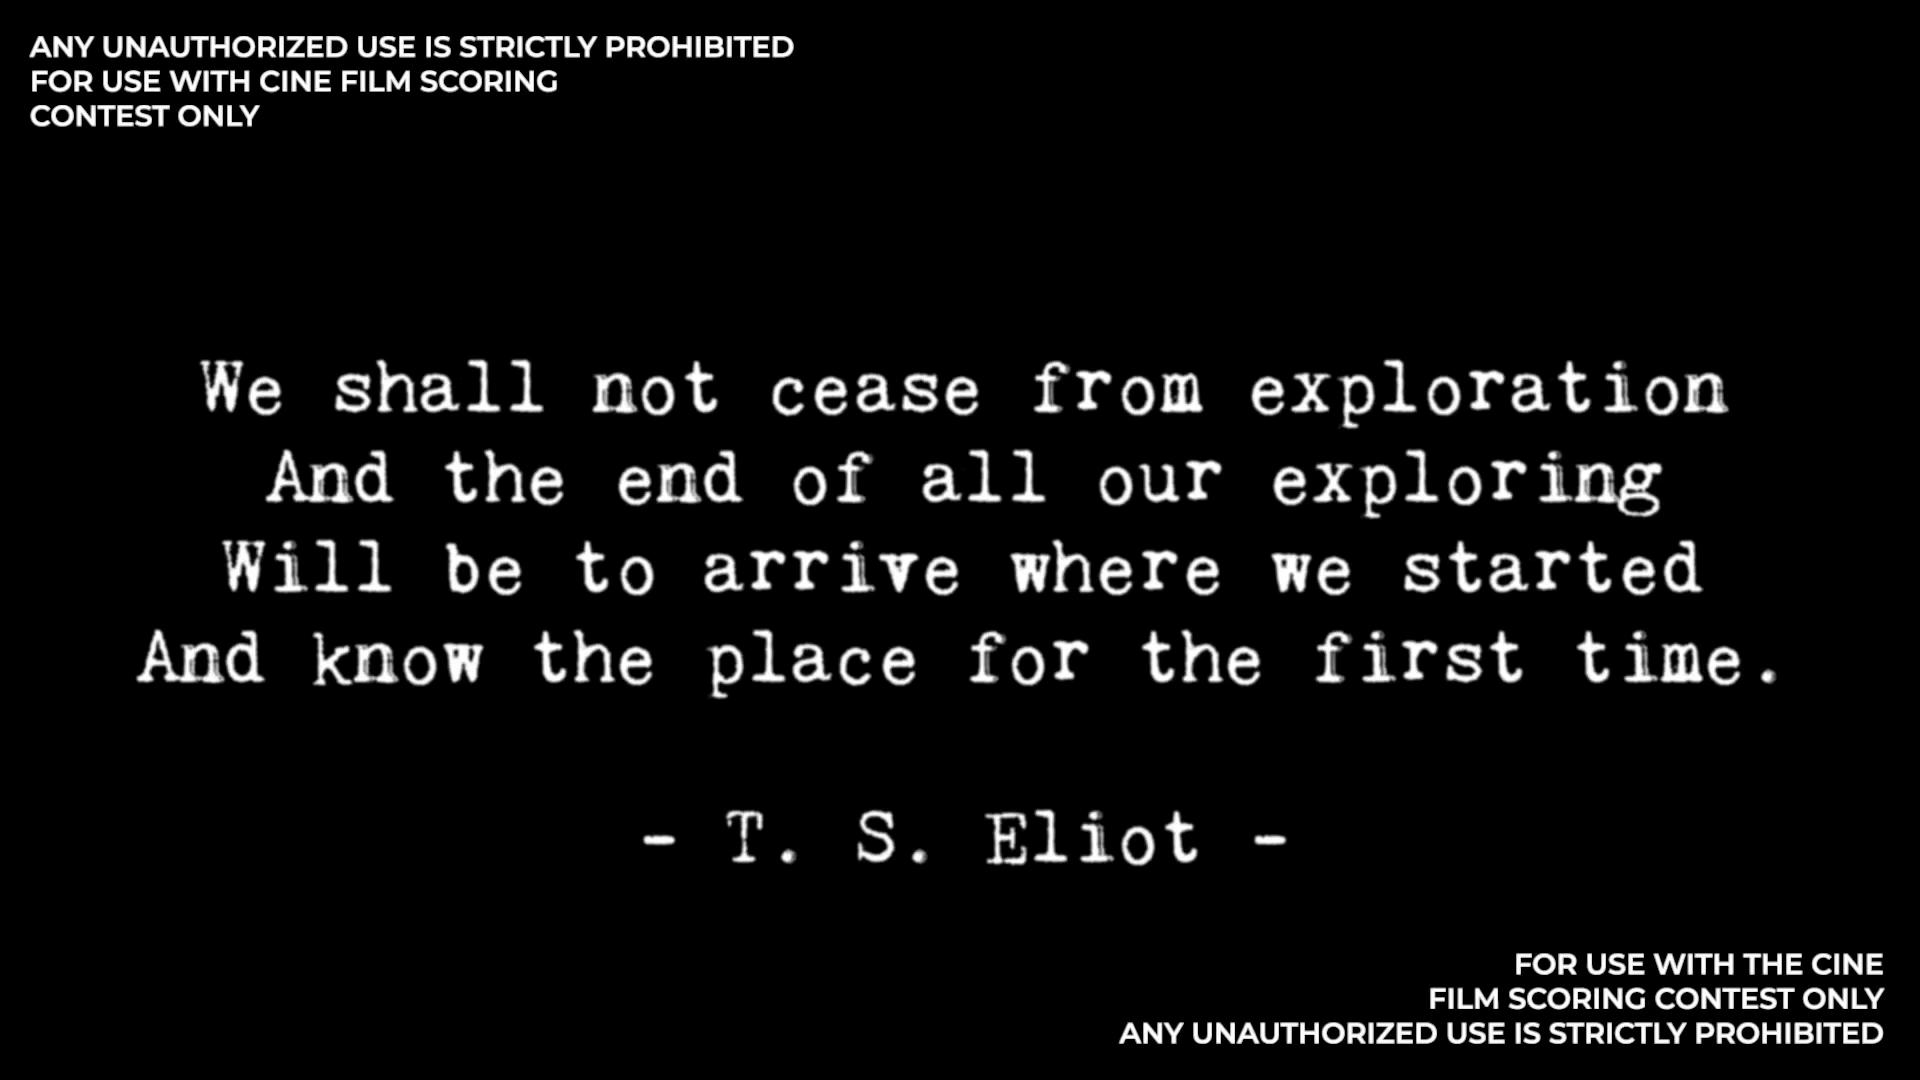 ANY UNAUTHORIZED USE IS STRICTLY PROHIBITED
FOR USE WITH CINE FILM SCORING
CONTEST ONLY
We shall not cease from exploration
And the end of all our exploring
Will be to arrive where we started
And know the place for the first time.
- T. S. Eliot -
FOR USE WITH THE CINE
FILM SCORING CONTEST ONLY
ANY UNAUTHORIZED USE IS STRICTLY PROHIBITED